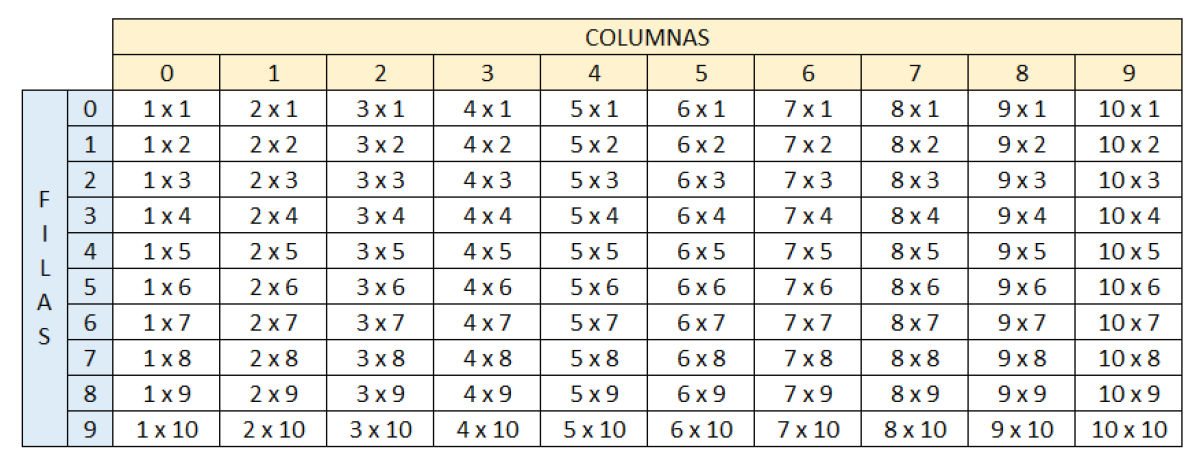 COLUMNAS
0 1 2 3 4 5 6 7 8 9
FILAS
0 1 x 1 2 x 1 3 x 1 4 x 1 5 x 1 6 x 1 7 x 1 8 x 1 9 x 1 10 x 1
1 1 x 2 2 x 2 3 x 2 4 x 2 5 x 2 6 x 2 7 x 2 8 x 2 9 x 2 10 x 2
2 1 x 3 2 x 3 3 x 3 4 x 3 5 x 3 6 x 3 7 x 3 8 x 3 9 x 3 10 x 3
3 1 x 4 2 x 4 3 x 4 4 x 4 5 x 4 6 x 4 7 x 4 8 x 4 9 x 4 10 x 4
4 1 x 5 2 x 5 3 x 5 4 x 5 5 x 5 6 x 5 7 x 5 8 x 5 9 x 5 10 x 5
5 1 x 6 2 x 6 3 x 6 4 x 6 5 x 6 6 x 6 7 x 6 8 x 6 9 x 6 10 x 6
6 1 x 7 2 x 7 3 x 7 4 x 7 5 x 7 6 x 7 7 x 7 8 x 7 9 x 7 10 x 7
7 1 x 8 2 x 8 3 x 8 4 x 8 5 x 8 6 x 8 7 x 8 8 x 8 9 x 8 10 x 8
8 1 x 9 2 x 9 3 x 9 4 x 9 5 x 9 6 x 9 7 x 9 8 x 9 9 x 9 10 x 9
9 1 x 10 2 x 10 3 x 10 4 x 10 5 x 10 6 x 10 7 x 10 8 x 10 9 x 10 10 x 10